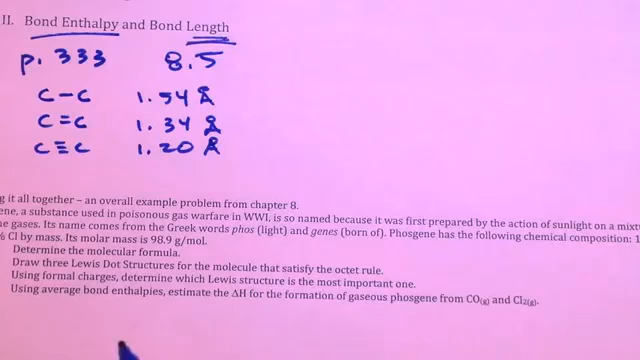 II. Bond Enthalpy and Bond Length
p. 333 8.5
C-C 1.54 Å
C=C 1.34 Å
C≡C 1.20 Å
g it all together – an overall example problem from chapter 8.
ene, a substance used in poisonous gas warfare in WWI, is so named because it was first prepared by the action of sunlight on a mixtu
e gases. Its name comes from the Greek words phos (light) and genes (born of). Phosgene has the following chemical composition: 1
% Cl by mass. Its molar mass is 98.9 g/mol.
Determine the molecular formula.
Draw three Lewis Dot Structures for the molecule that satisfy the octet rule.
Using formal charges, determine which Lewis structure is the most important one.
Using average bond enthalpies, estimate the ΔH for the formation of gaseous phosgene from CO(g) and Cl2(g).